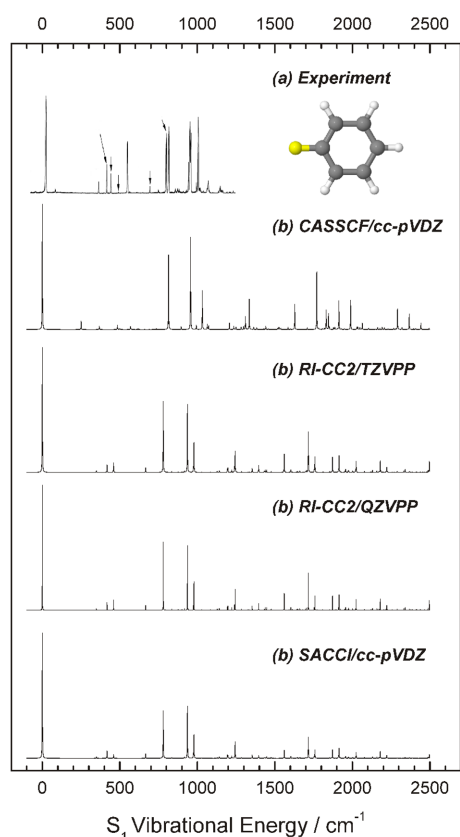 0 500 1000 1500 2000 2500
(a) Experiment
(b) CASSCF/cc-pVDZ
(b) RI-CC2/TZVPP
(b) RI-CC2/QZVPP
(b) SACCI/cc-pVDZ
0 500 1000 1500 2000 2500
S₁ Vibrational Energy / cm⁻¹